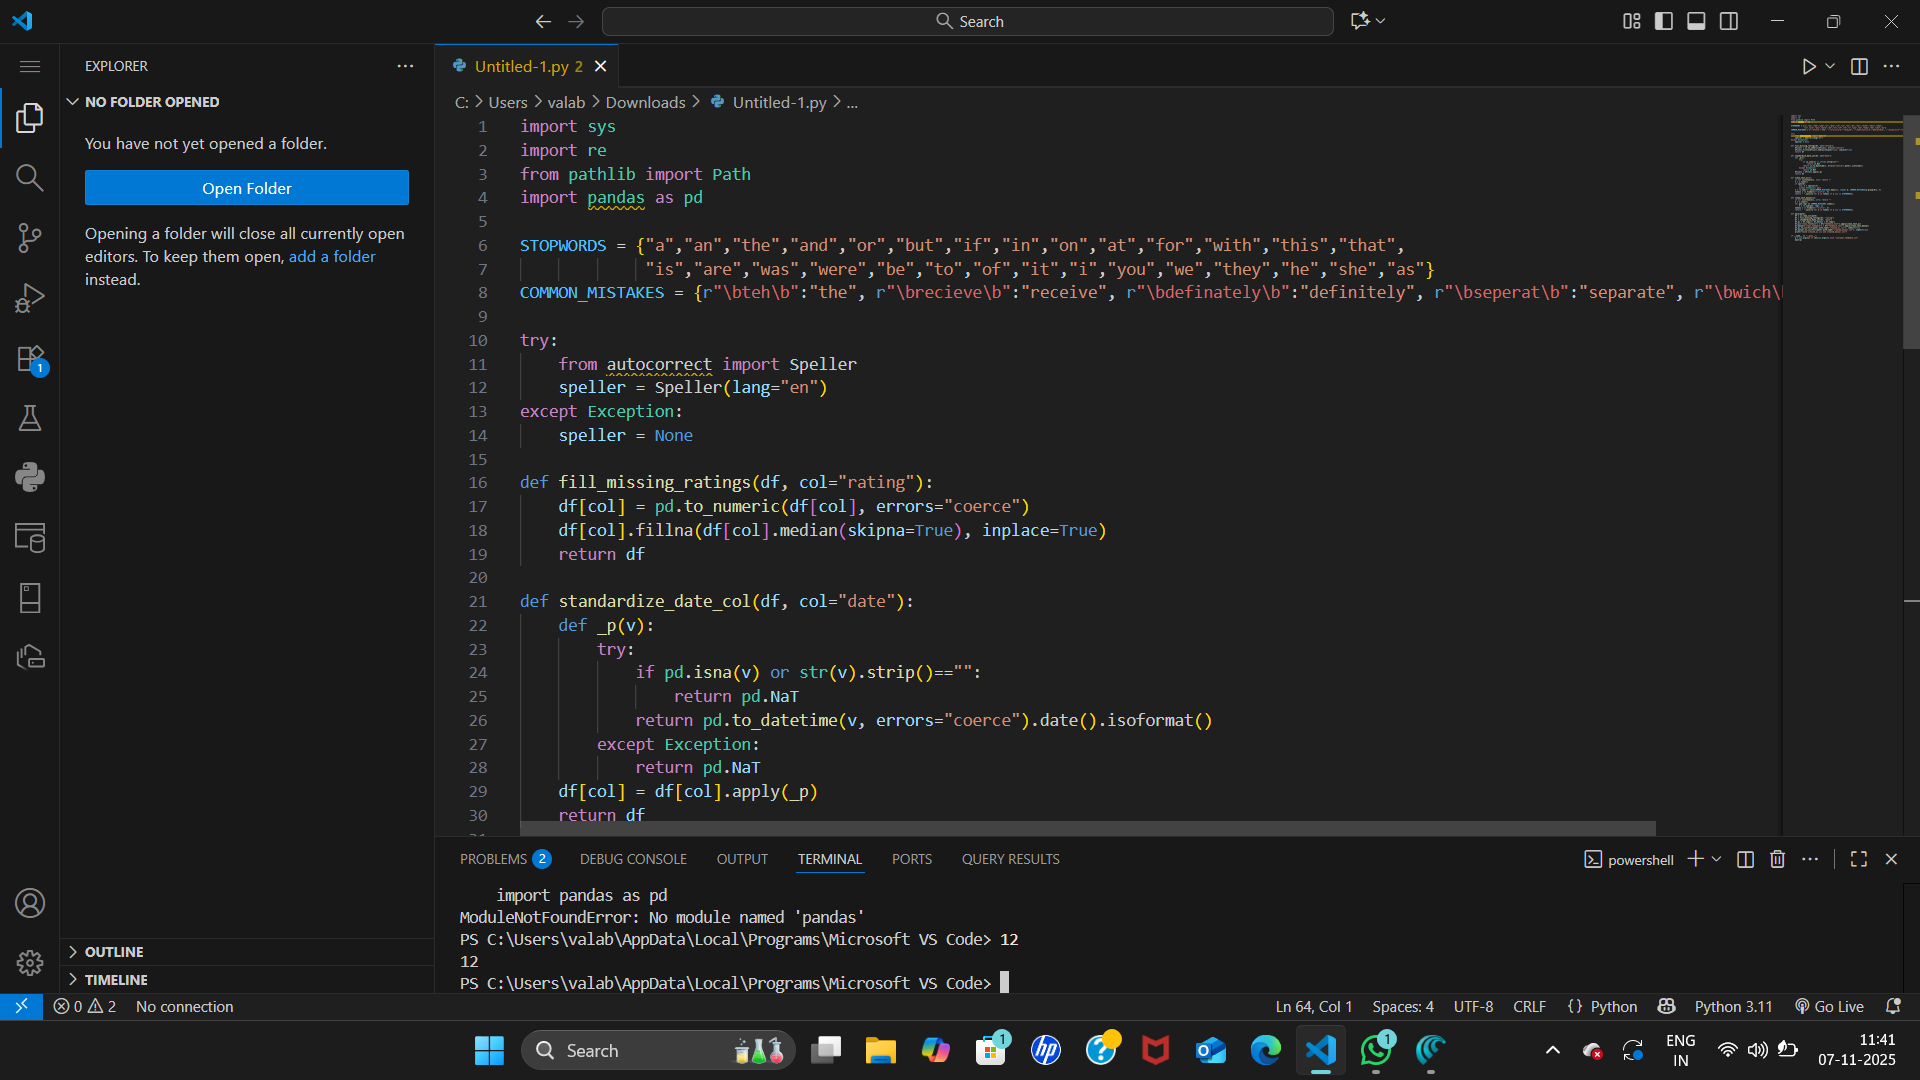 Search
EXPLORER
NO FOLDER OPENED
You have not yet opened a folder.
Open Folder
Opening a folder will close all currently open
editors. To keep them open, add a folder
instead.
OUTLINE
TIMELINE
1
Untitled-1.py 2
C: > Users > valab > Downloads > Untitled-1.py > ...
1 import sys
2 import re
3 from pathlib import Path
4 import pandas as pd
5
6 STOPWORDS = {"a","an","the","and","or","but","if","in","on","at","for","with","this","that",
7 "is","are","was","were","be","to","of","it","i","you","we","they","he","she","as"}
8 COMMON_MISTAKES = {r"\bteh\b":"the", r"\brecieve\b":"receive", r"\bdefinately\b":"definitely", r"\bseperat\b":"separate", r"\bwich\
9
10 try:
11     from autocorrect import Speller
12     speller = Speller(lang="en")
13 except Exception:
14     speller = None
15
16 def fill_missing_ratings(df, col="rating"):
17     df[col] = pd.to_numeric(df[col], errors="coerce")
18     df[col].fillna(df[col].median(skipna=True), inplace=True)
19     return df
20
21 def standardize_date_col(df, col="date"):
22     def _p(v):
23         try:
24             if pd.isna(v) or str(v).strip()=="":
25                 return pd.NaT
26             return pd.to_datetime(v, errors="coerce").date().isoformat()
27         except Exception:
28             return pd.NaT
29     df[col] = df[col].apply(_p)
30     return df
PROBLEMS 2 DEBUG CONSOLE OUTPUT TERMINAL PORTS QUERY RESULTS
powershell
import pandas as pd
ModuleNotFoundError: No module named 'pandas'
PS C:\Users\valab\AppData\Local\Programs\Microsoft VS Code> 12
12
PS C:\Users\valab\AppData\Local\Programs\Microsoft VS Code>
0 2 No connection
Ln 64, Col 1 Spaces: 4 UTF-8 CRLF {} Python Python 3.11 Go Live
Search
1
hp
1
ENG
IN
11:41
07-11-2025